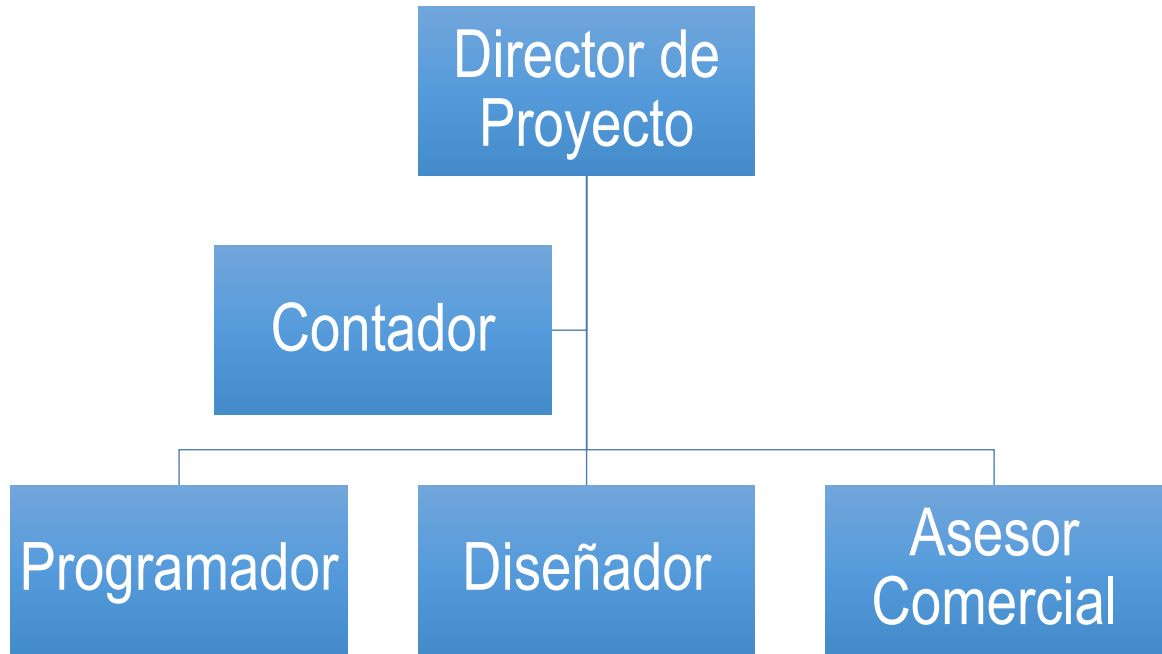 Director de
Proyecto
Contador
Programador
Diseñador
Asesor
Comercial